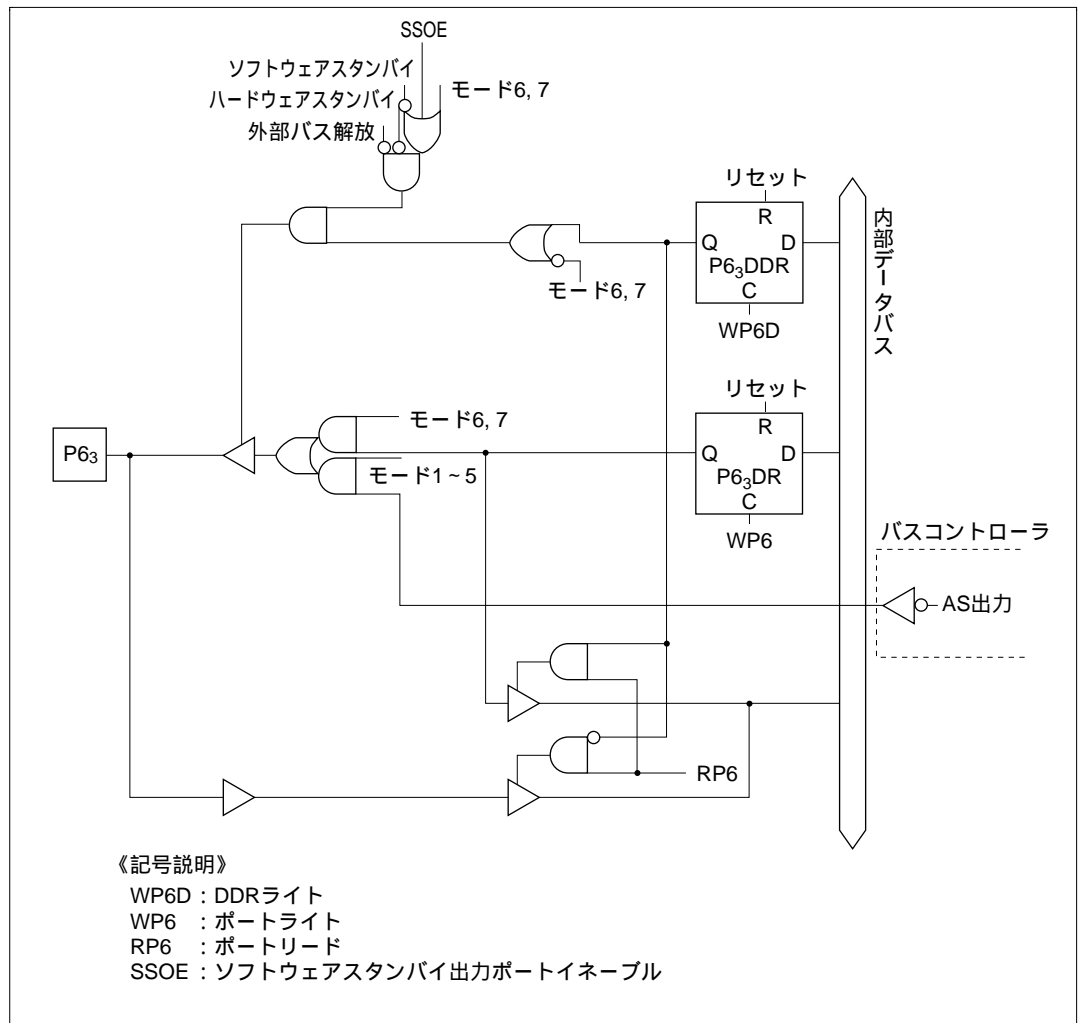 SSOE
ソフトウェアスタンバイ
モード6, 7
ハードウェアスタンバイ
外部バス解放
リセット
R
Q
D
P6₃DDR
C
WP6D
モード6, 7
内部データバス
リセット
R
Q
D
P6₃DR
C
WP6
モード6, 7
P6₃
モード1~5
バスコントローラ
AS出力
RP6
《記号説明》
WP6D : DDRライト
WP6 : ポートライト
RP6 : ポートリード
SSOE : ソフトウェアスタンバイ出力ポートイネーブル